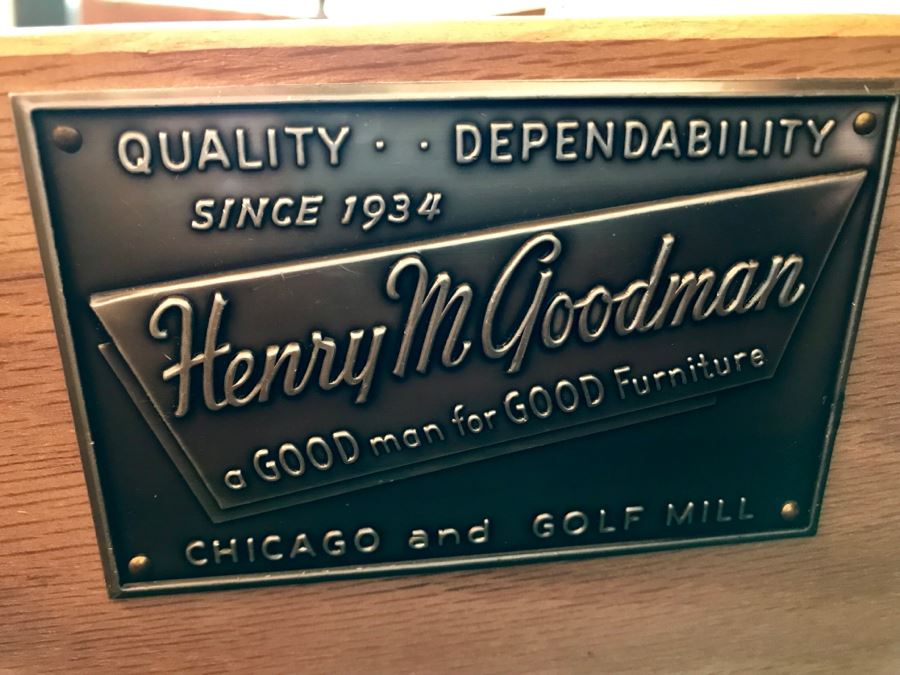 QUALITY · · DEPENDABILITY
SINCE 1934
Henry M Goodman
a GOOD man for GOOD Furniture
CHICAGO and GOLF MILL